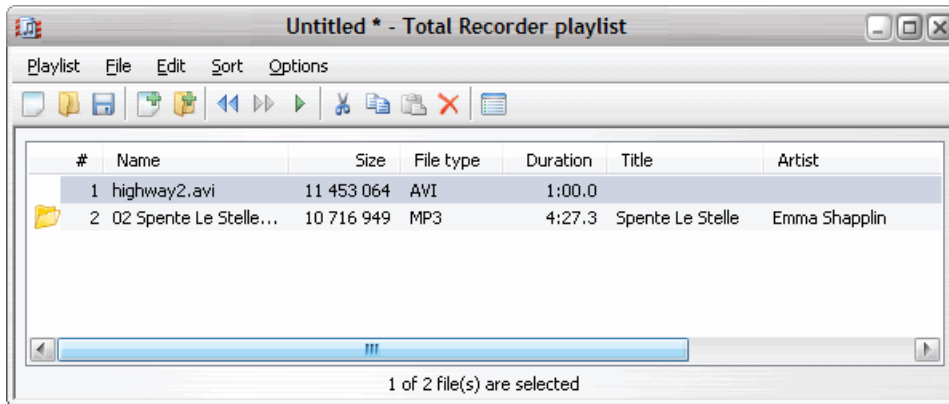 Untitled * - Total Recorder playlist
Playlist File Edit Sort Options
# Name Size File type Duration Title Artist
1 highway2.avi 11 453 064 AVI 1:00.0
2 02 Spente Le Stelle... 10 716 949 MP3 4:27.3 Spente Le Stelle Emma Shapplin
1 of 2 file(s) are selected